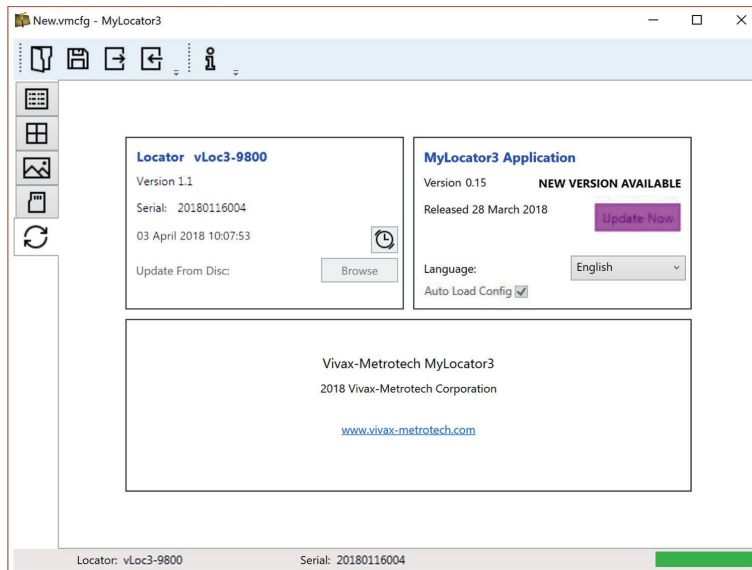 New.vmcfg - MyLocator3
Locator vLoc3-9800
Version 1.1
Serial: 20180116004
03 April 2018 10:07:53
Update From Disc:
Browse
MyLocator3 Application
Version 0.15
NEW VERSION AVAILABLE
Released 28 March 2018
Update Now
Language:
English
Auto Load Config
Vivax-Metrotech MyLocator3
2018 Vivax-Metrotech Corporation
www.vivax-metrotech.com
Locator: vLoc3-9800
Serial: 20180116004